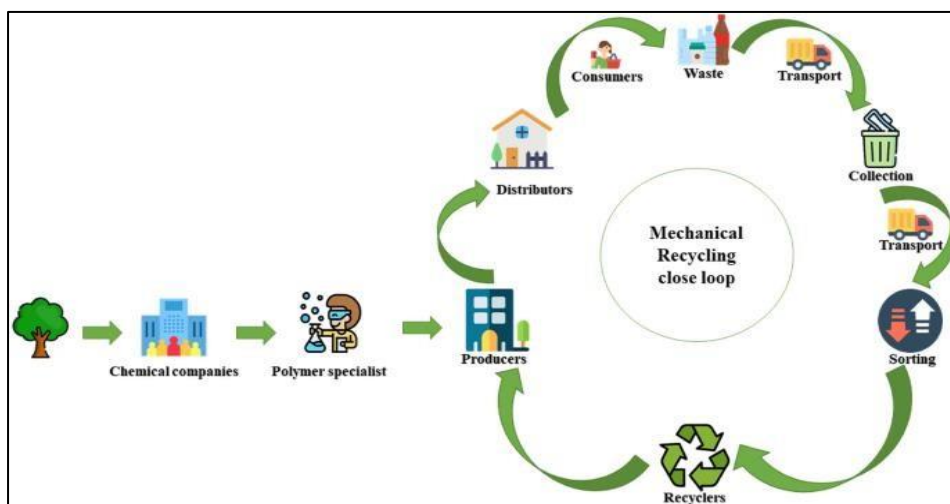 Consumers
Waste
Transport
Collection
Distributors
Transport
Mechanical
Recycling
close loop
Chemical companies
Polymer specialist
Producers
Sorting
Recyclers